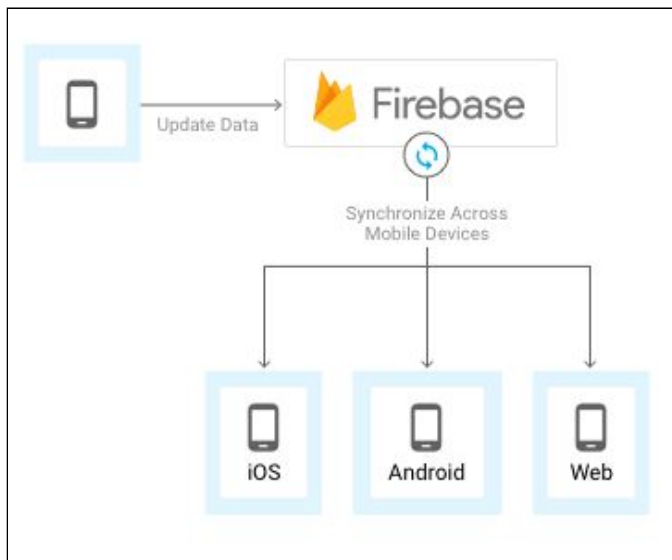 Firebase
Update Data
Synchronize Across
Mobile Devices
iOS
Android
Web